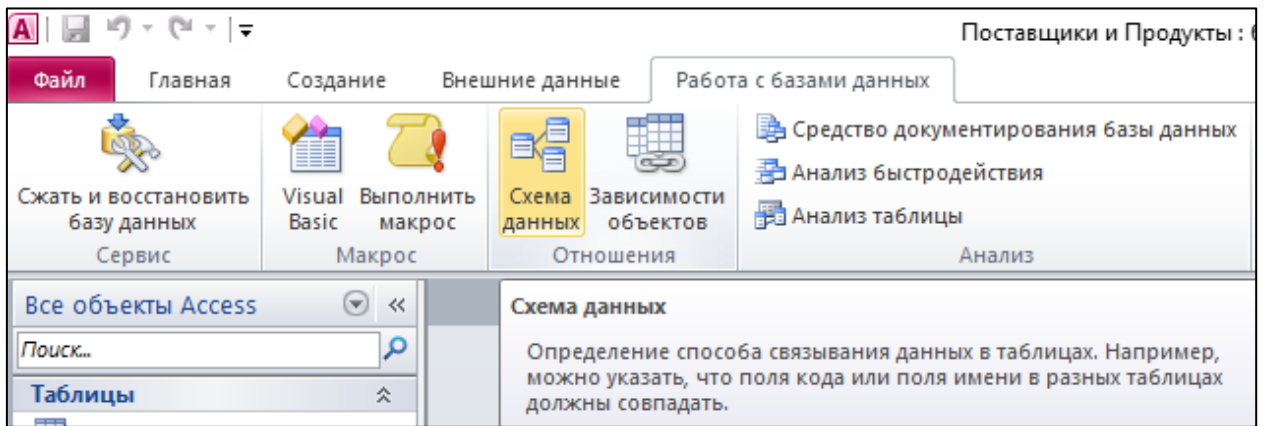 Поставщики и Продукты :
Файл Главная Создание Внешние данные Работа с базами данных
Сжать и восстановить базу данных
Visual Basic
Выполнить макрос
Схема данных
Зависимости объектов
Средство документирования базы данных
Анализ быстродействия
Анализ таблицы
Сервис Макрос Отношения Анализ
Все объекты Access «
Поиск...
Таблицы
Схема данных
Определение способа связывания данных в таблицах. Например,
можно указать, что поля кода или поля имени в разных таблицах
должны совпадать.